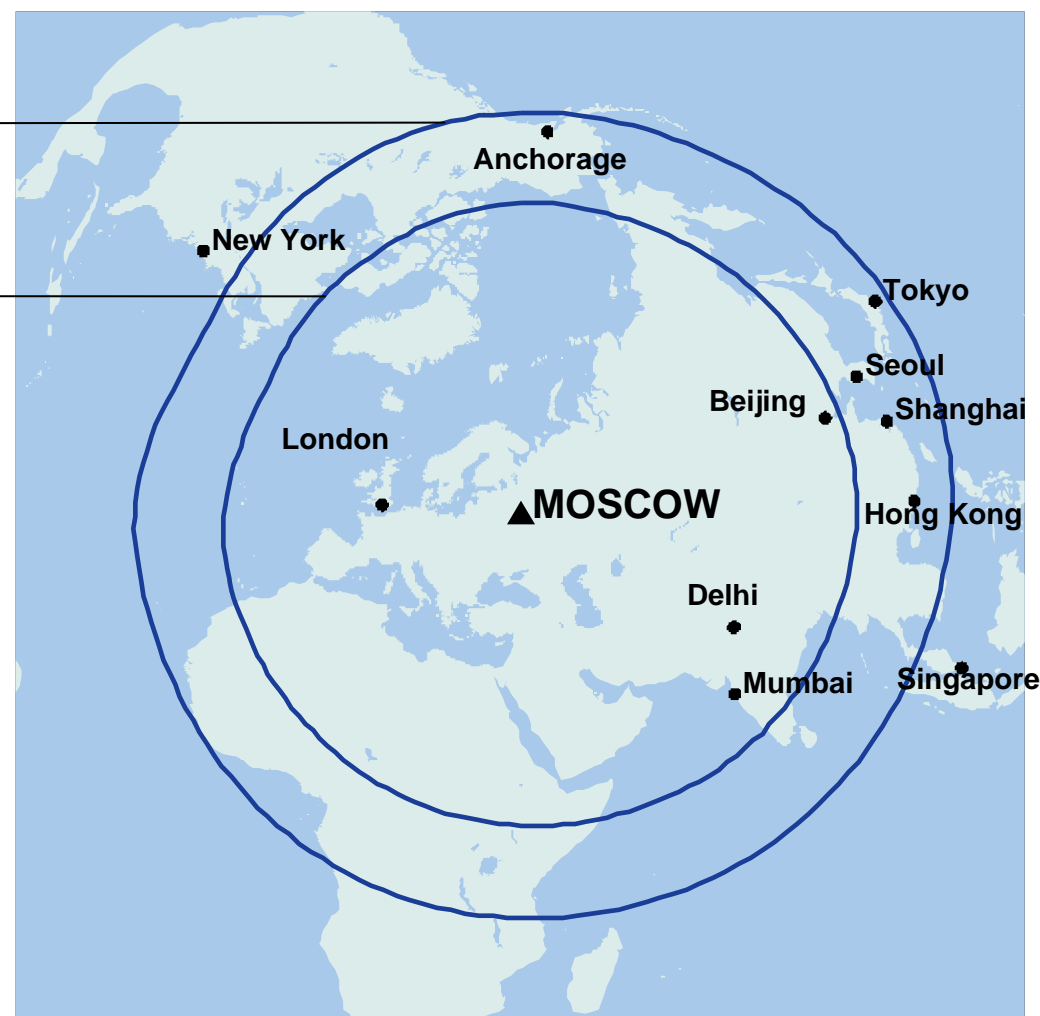 Anchorage
New York
Tokyo
Seoul
Beijing
Shanghai
London
MOSCOW
Hong Kong
Delhi
Mumbai
Singapore